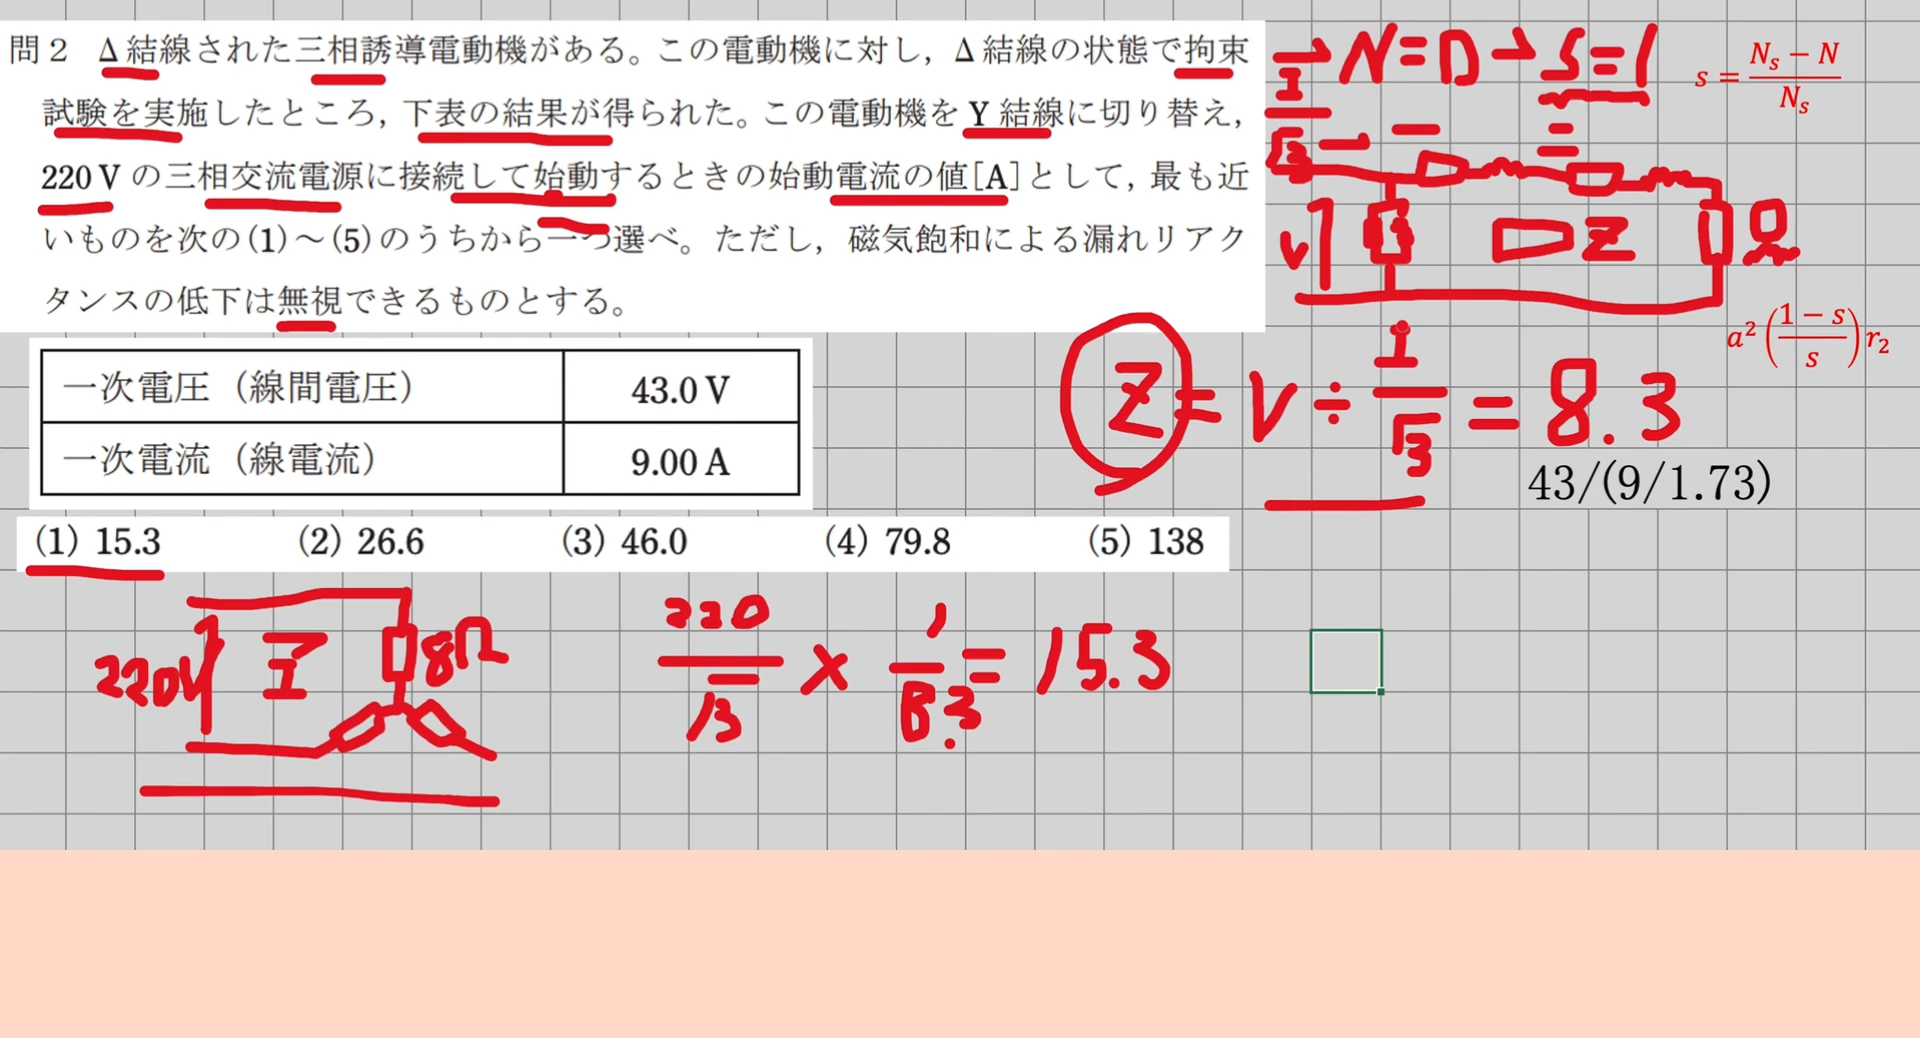 問2 Δ結線された三相誘導電動機がある。この電動機に対し，Δ結線の状態で拘束
試験を実施したところ，下表の結果が得られた。この電動機をY結線に切り替え，
220 Vの三相交流電源に接続して始動するときの始動電流の値[A]として，最も近
いものを次の(1)～(5)のうちから一つ選べ。ただし，磁気飽和による漏れリアク
タンスの低下は無視できるものとする。
一次電圧（線間電圧） 43.0 V
一次電流（線電流） 9.00 A
(1) 15.3 (2) 26.6 (3) 46.0 (4) 79.8 (5) 138
→N=0→S=1
s = (N_s − N)/N_s
I/√3
V Z Ω
a²((1 − s)/s)r₂
Z = V ÷ I/√3 = 8.3
43/(9/1.73)
220V I 8Ω
220/√3 × 1/8.3 = 15.3